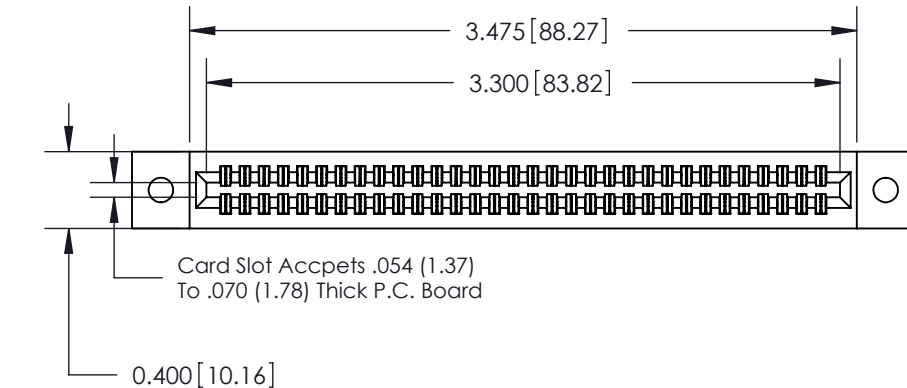 3.475[88.27]
3.300[83.82]
Card Slot Accpets .054 (1.37)
To .070 (1.78) Thick P.C. Board
0.400[10.16]